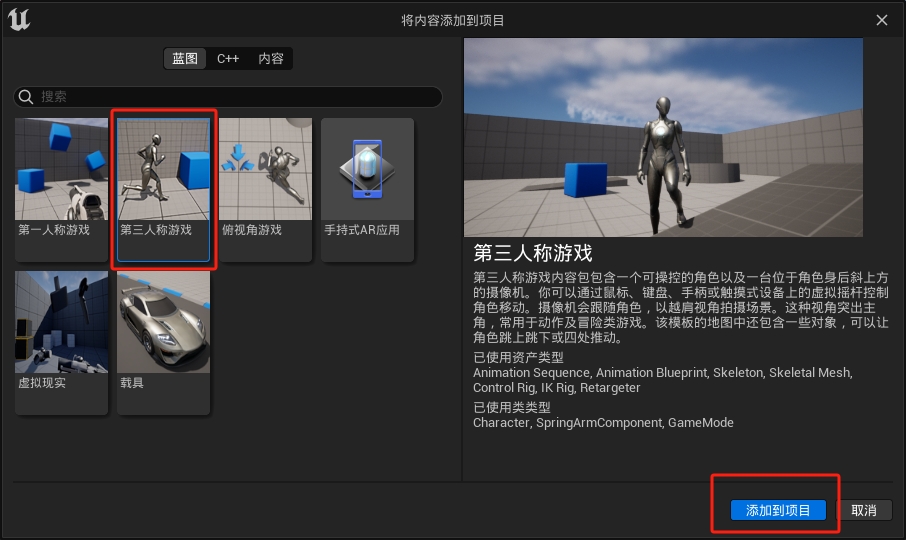 将内容添加到项目
蓝图
C++
内容
搜索
第一人称游戏
第三人称游戏
俯视角游戏
手持式AR应用
虚拟现实
载具
第三人称游戏
第三人称游戏内容包包含一个可操控的角色以及一台位于角色身后斜上方
的摄像机。你可以通过鼠标、键盘、手柄或触摸式设备上的虚拟摇杆控制
角色移动。摄像机会跟随角色，以越肩视角拍摄场景。这种视角突出主
角，常用于动作及冒险类游戏。该模板的地图中还包含一些对象，可以让
角色跳上跳下或四处推动。
已使用资产类型
Animation Sequence, Animation Blueprint, Skeleton, Skeletal Mesh,
Control Rig, IK Rig, Retargeter
已使用类类型
Character, SpringArmComponent, GameMode
添加到项目
取消